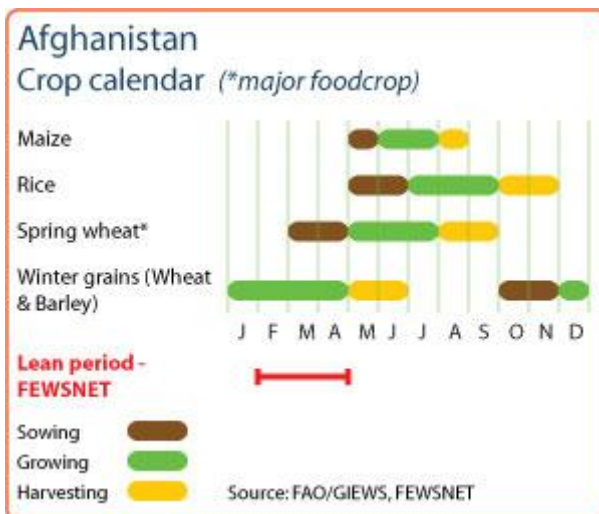 Afghanistan
Crop calendar (*major foodcrop)
Maize
Rice
Spring wheat*
Winter grains (Wheat
& Barley)
J F M A M J J A S O N D
Lean period -
FEWSNET
Sowing
Growing
Harvesting
Source: FAO/GIEWS, FEWSNET